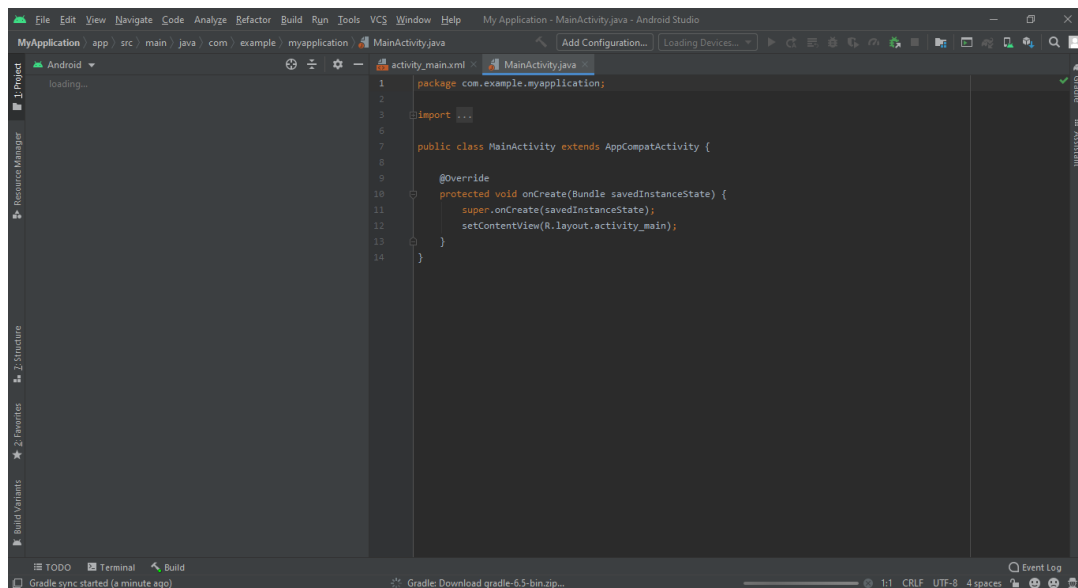 File Edit View Navigate Code Analyze Refactor Build Run Tools VCS Window Help My Application - MainActivity.java - Android Studio
MyApplication app src main java com example myapplication MainActivity.java Add Configuration... Loading Devices...
1: Project
Android
activity_main.xml MainActivity.java
loading...
1 package com.example.myapplication;
2
3 import ...
6
7 public class MainActivity extends AppCompatActivity {
8
9 @Override
10 protected void onCreate(Bundle savedInstanceState) {
11 super.onCreate(savedInstanceState);
12 setContentView(R.layout.activity_main);
13 }
14 }
Resource Manager
7: Structure
2: Favorites
Build Variants
TODO Terminal Build Event Log
Gradle sync started (a minute ago) Gradle: Download gradle-6.5-bin.zip... 1:1 CRLF UTF-8 4 spaces